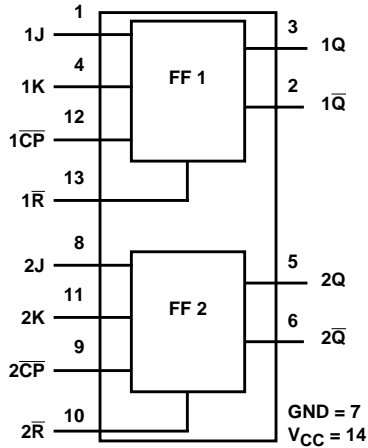 1
1J
4
1K
12
1C̅P̅
13
1R̅
FF 1
3
1Q
2
1Q̅
8
2J
11
2K
9
2C̅P̅
10
2R̅
FF 2
5
2Q
6
2Q̅
GND = 7
V_CC = 14